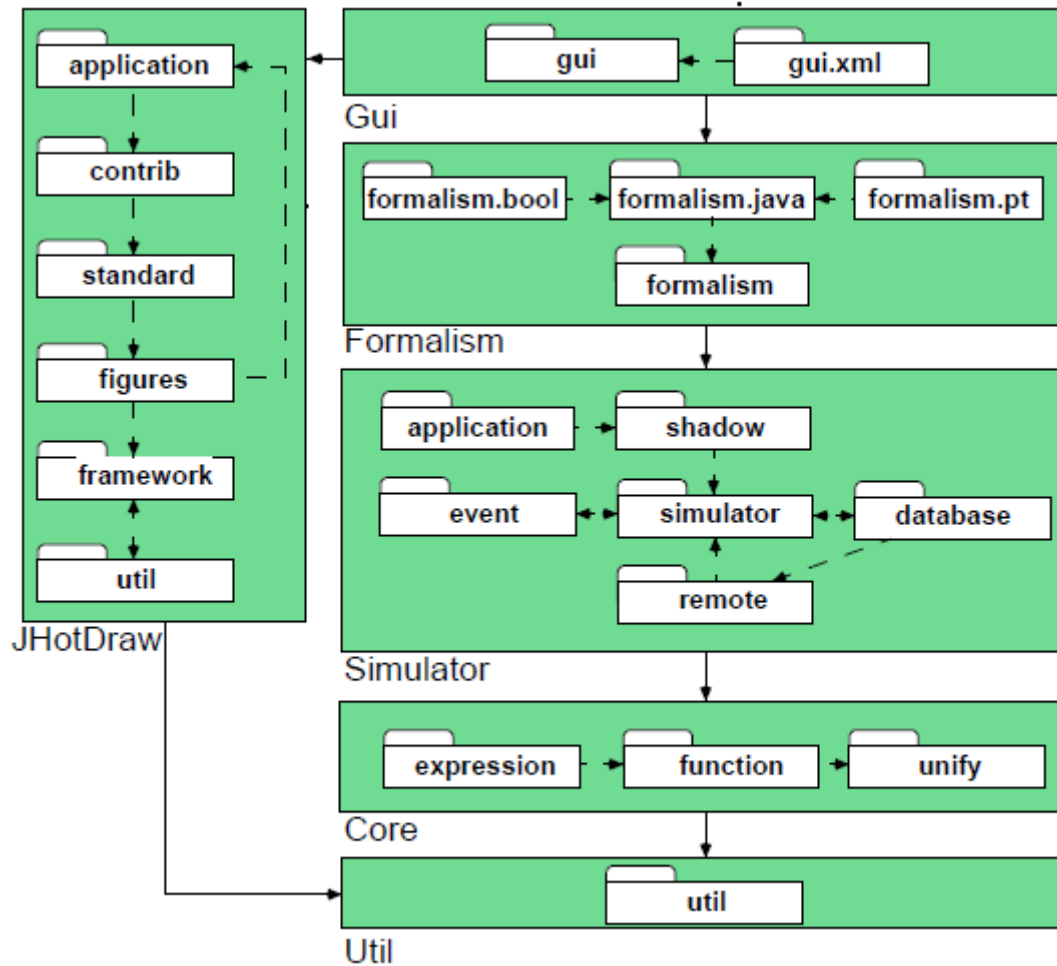 application
contrib
standard
figures
framework
util
JHotDraw
gui
gui.xml
Gui
formalism.bool
formalism.java
formalism.pt
formalism
Formalism
application
shadow
event
simulator
database
remote
Simulator
expression
function
unify
Core
util
Util